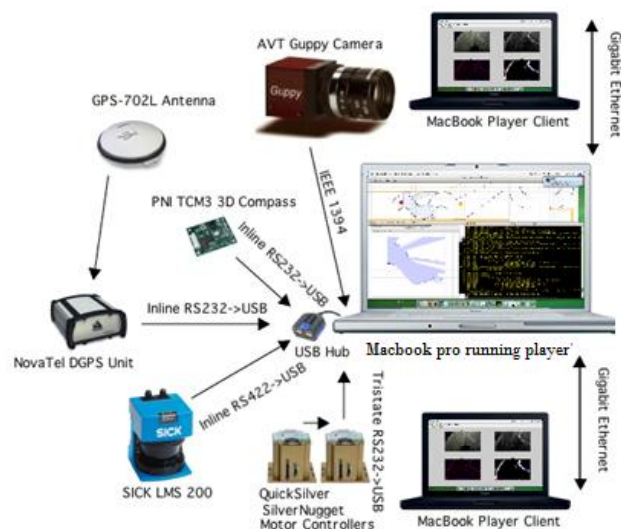 AVT Guppy Camera
Guppy
GPS-702L Antenna
MacBook Player Client
Gigabit Ethernet
IEEE 1394
PNI TCM3 3D Compass
Inline RS232->USB
Inline RS232->USB
NovaTel DGPS Unit
USB Hub
Macbook pro running player'
Inline RS422->USB
Tristate RS232->USB
Gigabit Ethernet
SICK
SICK LMS 200
QuickSilver
SilverNugget
Motor Controllers
MacBook Player Client